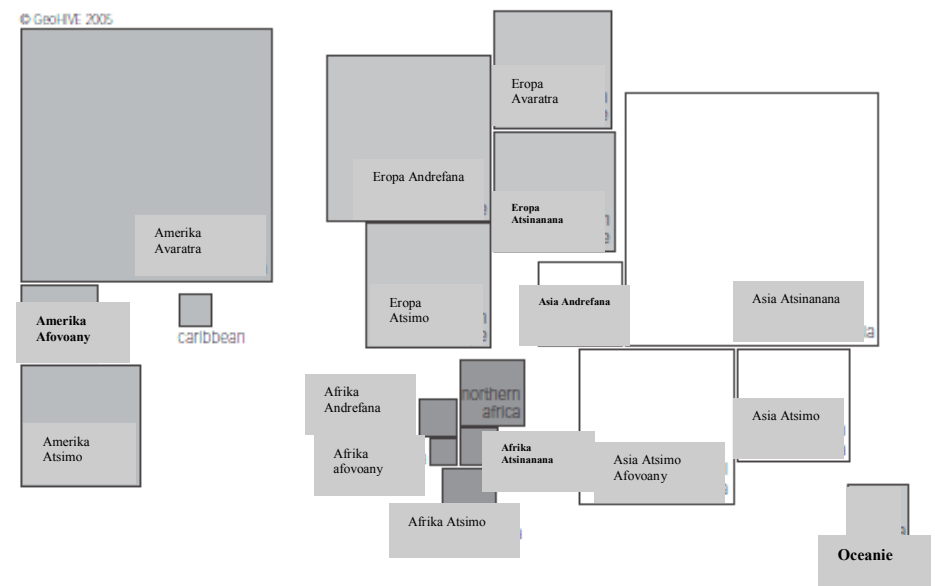 © GeoHIVE 2005
Eropa
Avaratra
Eropa Andrefana
Eropa
Atsinanana
Amerika
Avaratra
Eropa
Atsimo
Asia Andrefana
Asia Atsinanana
Amerika
Afovoany
caribbean
Afrika
Andrefana
northern
africa
Asia Atsimo
Amerika
Atsimo
Afrika
afovoany
Afrika
Atsinanana
Asia Atsimo
Afovoany
Afrika Atsimo
Oceanie